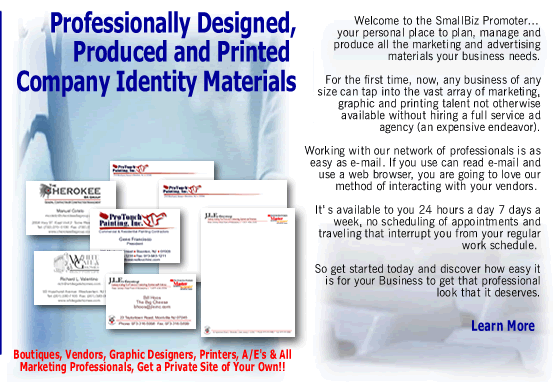 Professionally Designed,
Produced and Printed
Company Identity Materials
ProTouch
Painting, Inc.
CHEROKEE
ProTouch
Painting, Inc.
Commercial & Residential Painting Contractors
President
Richard L. Valentine
Bill Hoos
The Big Cheese
Boutiques, Vendors, Graphic Designers, Printers, A/E's & All
Marketing Professionals, Get a Private Site of Your Own!!
Welcome to the SmallBiz Promoter...
your personal place to plan, manage and
produce all the marketing and advertising
materials your business needs.
For the first time, now, any business of any
size can tap into the vast array of marketing,
graphic and printing talent not otherwise
available without hiring a full service ad
agency (an expensive endeavor).
Working with our network of professionals is as
easy as e-mail. If you use can read e-mail and
use a web browser, you are going to love our
method of interacting with your vendors.
It's available to you 24 hours a day 7 days a
week, no scheduling of appointments and
traveling that interrupt you from your regular
work schedule.
So get started today and discover how easy it
is for your Business to get that professional
look that it deserves.
Learn More